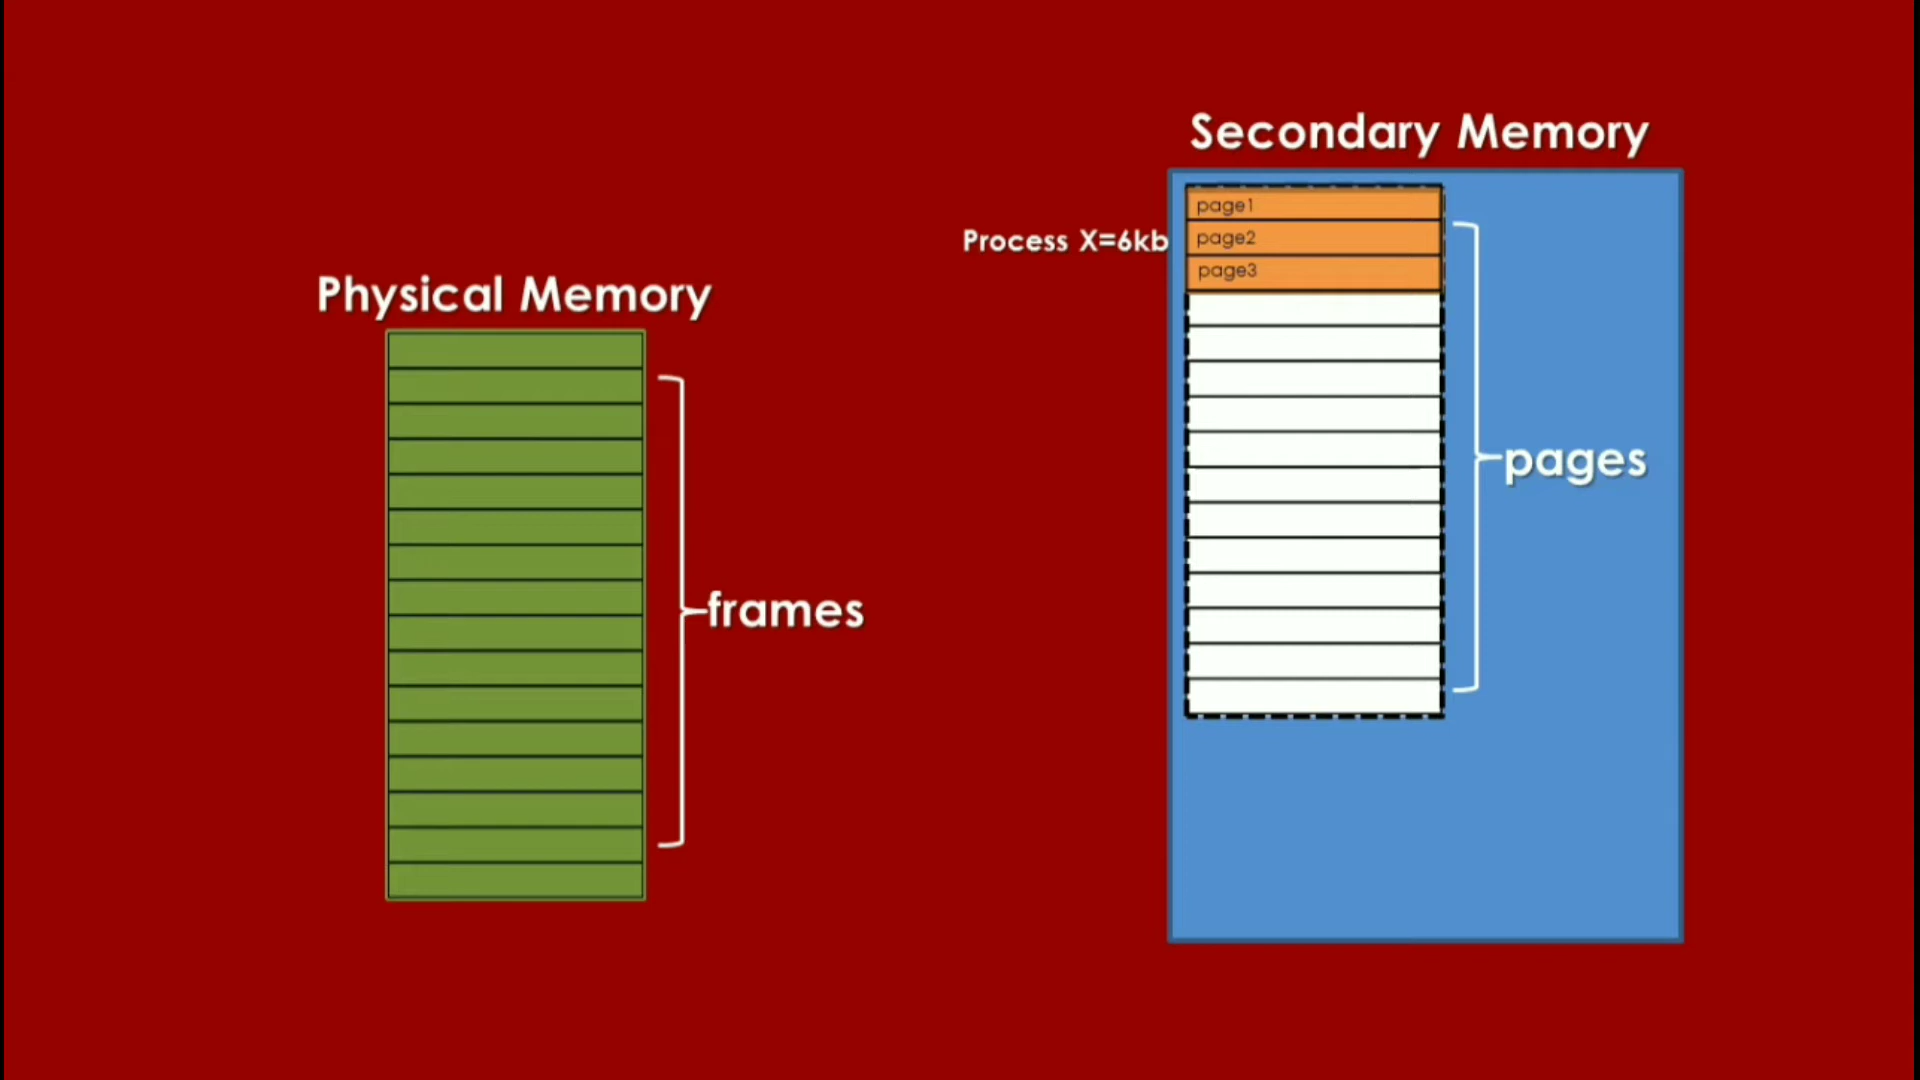 Secondary Memory
page1
Process X=6kb
page2
page3
Physical Memory
pages
frames